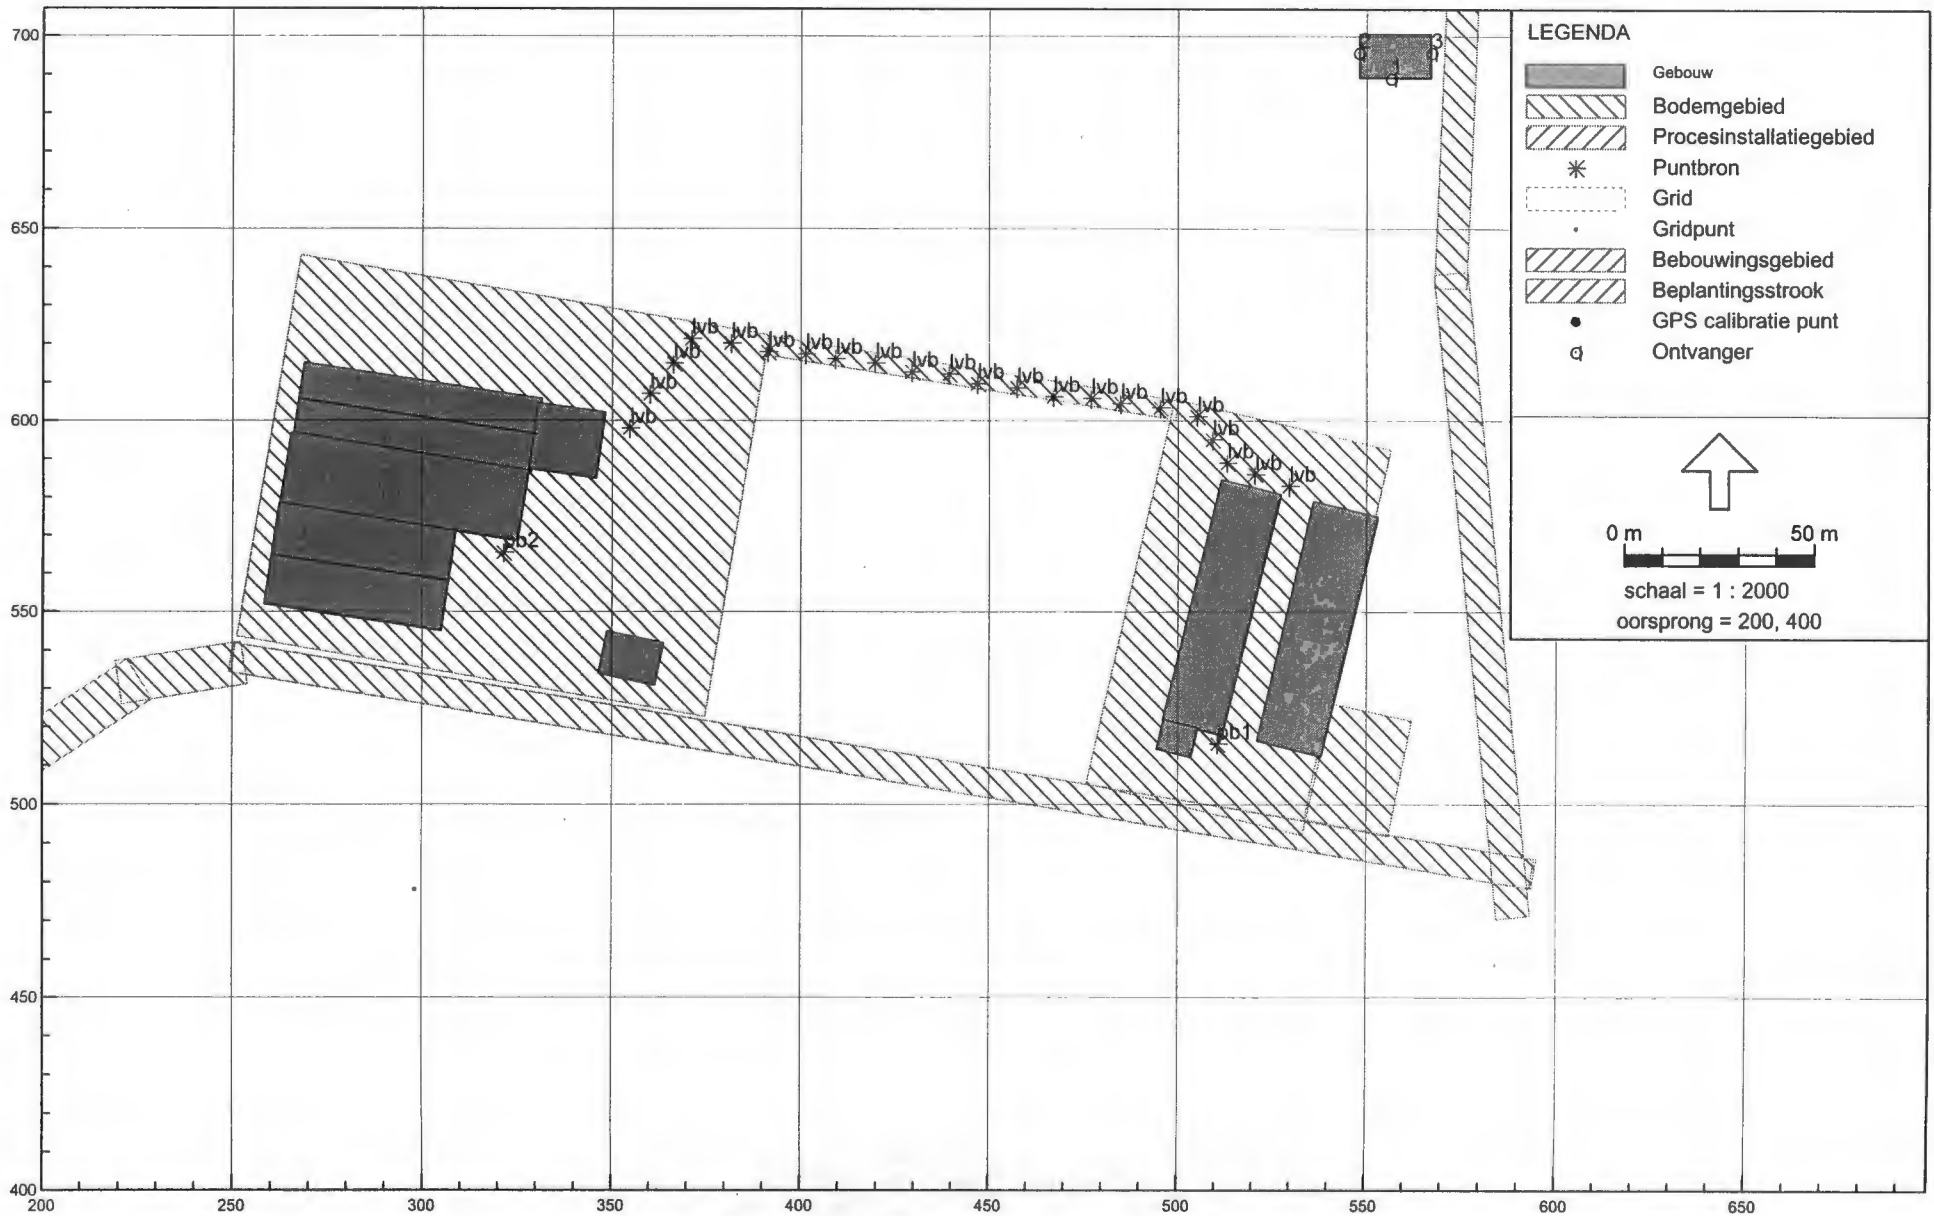 700
2
3
1
LEGENDA
Gebouw
Bodemgebied
Procesinstallatiegebied
Puntbron
Grid
Gridpunt
Bebouwingsgebied
Beplantingsstrook
GPS calibratie punt
Ontvanger
650
lvb lvb lvb lvb lvb lvb lvb lvb lvb lvb lvb lvb lvb lvb lvb lvb
lvb
lvb
lvb
lvb
lvb
lvb
lvb
600
0 m 50 m
schaal = 1 : 2000
oorsprong = 200, 400
pb2
550
pb1
500
450
400
200 250 300 350 400 450 500 550 600 650